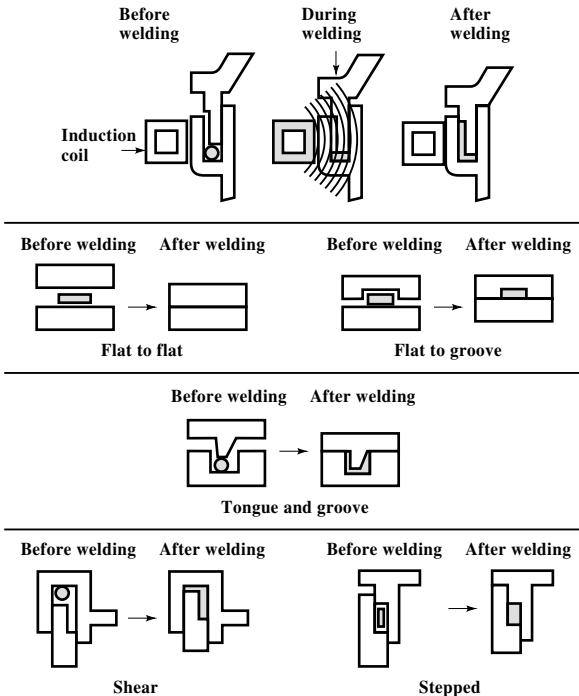 Before
welding
During
welding
After
welding
Induction
coil
Before welding
After welding
Flat to flat
Before welding
After welding
Flat to groove
Before welding
After welding
Tongue and groove
Before welding
After welding
Shear
Before welding
After welding
Stepped